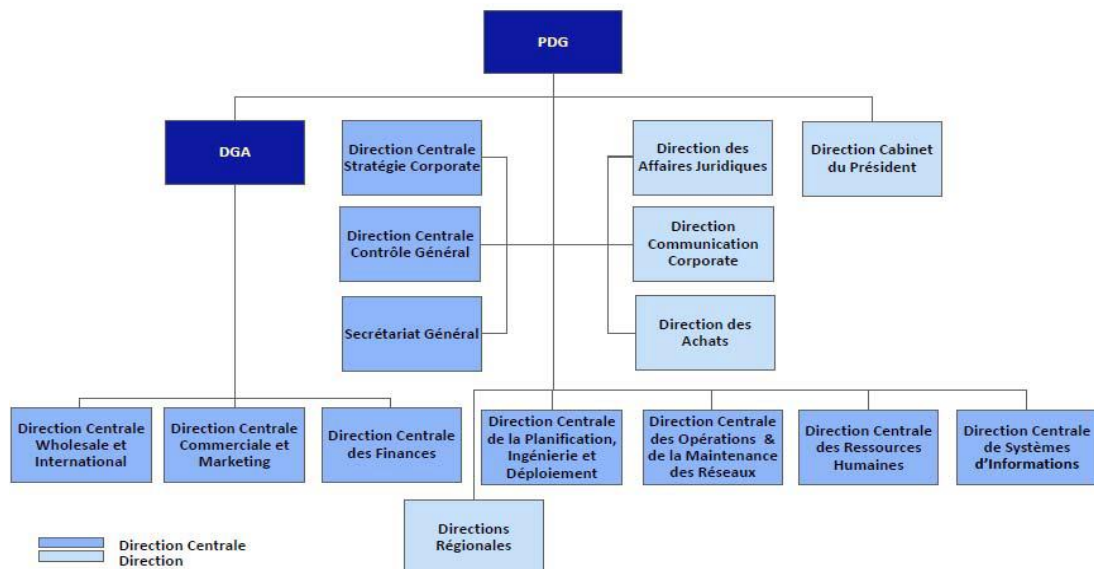 PDG
DGA
Direction Centrale
Stratégie Corporate
Direction des
Affaires Juridiques
Direction Cabinet
du Président
Direction Centrale
Contrôle Général
Direction
Communication
Corporate
Secrétariat Général
Direction des
Achats
Direction Centrale
Wholesale et
International
Direction Centrale
Commerciale et
Marketing
Direction Centrale
des Finances
Direction Centrale
de la Planification,
Ingénierie et
Déploiement
Direction Centrale
des Opérations &
de la Maintenance
des Réseaux
Direction Centrale
des Ressources
Humaines
Direction Centrale
de Systèmes
d'Informations
Directions
Régionales
Direction Centrale
Direction